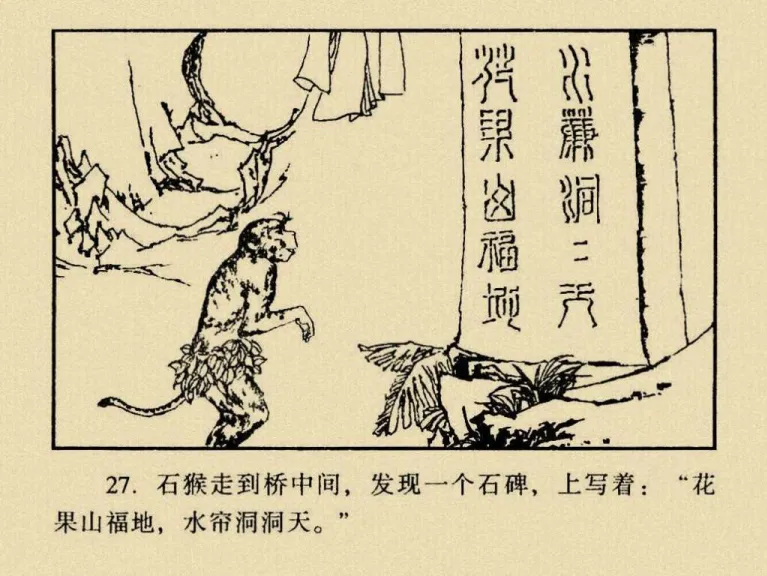 水簾洞〻天
花果山福地
27. 石猴走到桥中间，发现一个石碑，上写着：“花
果山福地，水帘洞洞天。”